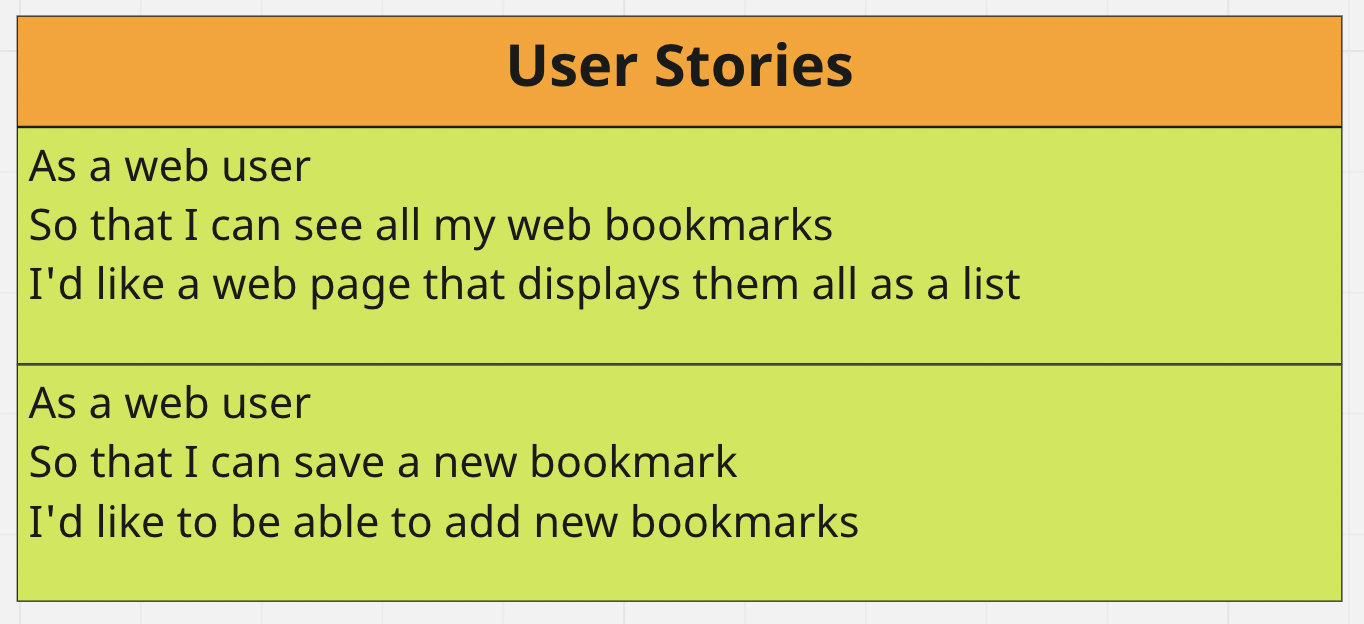 User Stories
As a web user
So that I can see all my web bookmarks
I'd like a web page that displays them all as a list
As a web user
So that I can save a new bookmark
I'd like to be able to add new bookmarks